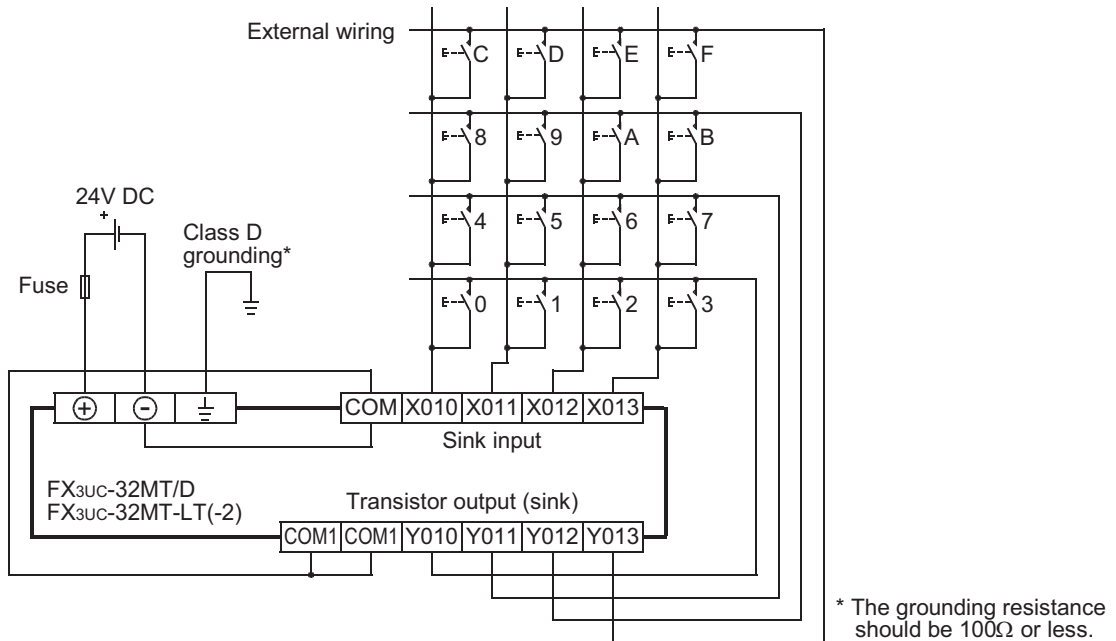 External wiring
C D E F
8 9 A B
24V DC
+
Class D
grounding*
4 5 6 7
Fuse
0 1 2 3
+ - COM X010 X011 X012 X013
Sink input
FX3UC-32MT/D
FX3UC-32MT-LT(-2)
Transistor output (sink)
COM1 COM1 Y010 Y011 Y012 Y013
* The grounding resistance
should be 100Ω or less.